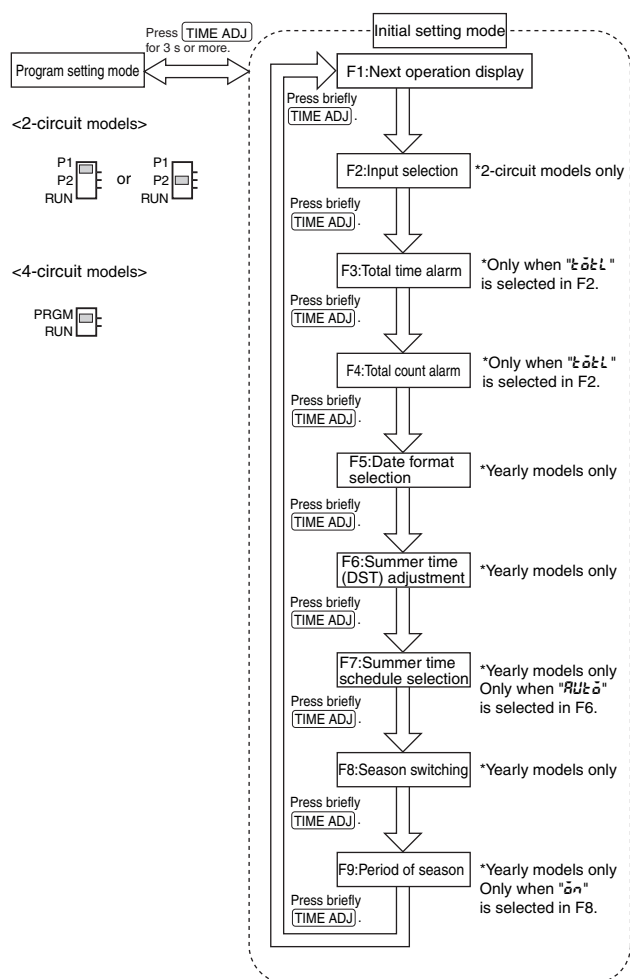 Press TIME ADJ
for 3 s or more.
Initial setting mode
Program setting mode
F1:Next operation display
<2-circuit models>
P1
P2
RUN
or
P1
P2
RUN
<4-circuit models>
PRGM
RUN
Press briefly
TIME ADJ.
F2:Input selection
*2-circuit models only
Press briefly
TIME ADJ.
F3:Total time alarm
*Only when "totL"
is selected in F2.
Press briefly
TIME ADJ.
F4:Total count alarm
*Only when "totL"
is selected in F2.
Press briefly
TIME ADJ.
F5:Date format
selection
*Yearly models only
Press briefly
TIME ADJ.
F6:Summer time
(DST) adjustment
*Yearly models only
Press briefly
TIME ADJ.
F7:Summer time
schedule selection
*Yearly models only
Only when "AUto"
is selected in F6.
Press briefly
TIME ADJ.
F8:Season switching
*Yearly models only
Press briefly
TIME ADJ.
F9:Period of season
*Yearly models only
Only when "on"
is selected in F8.
Press briefly
TIME ADJ.